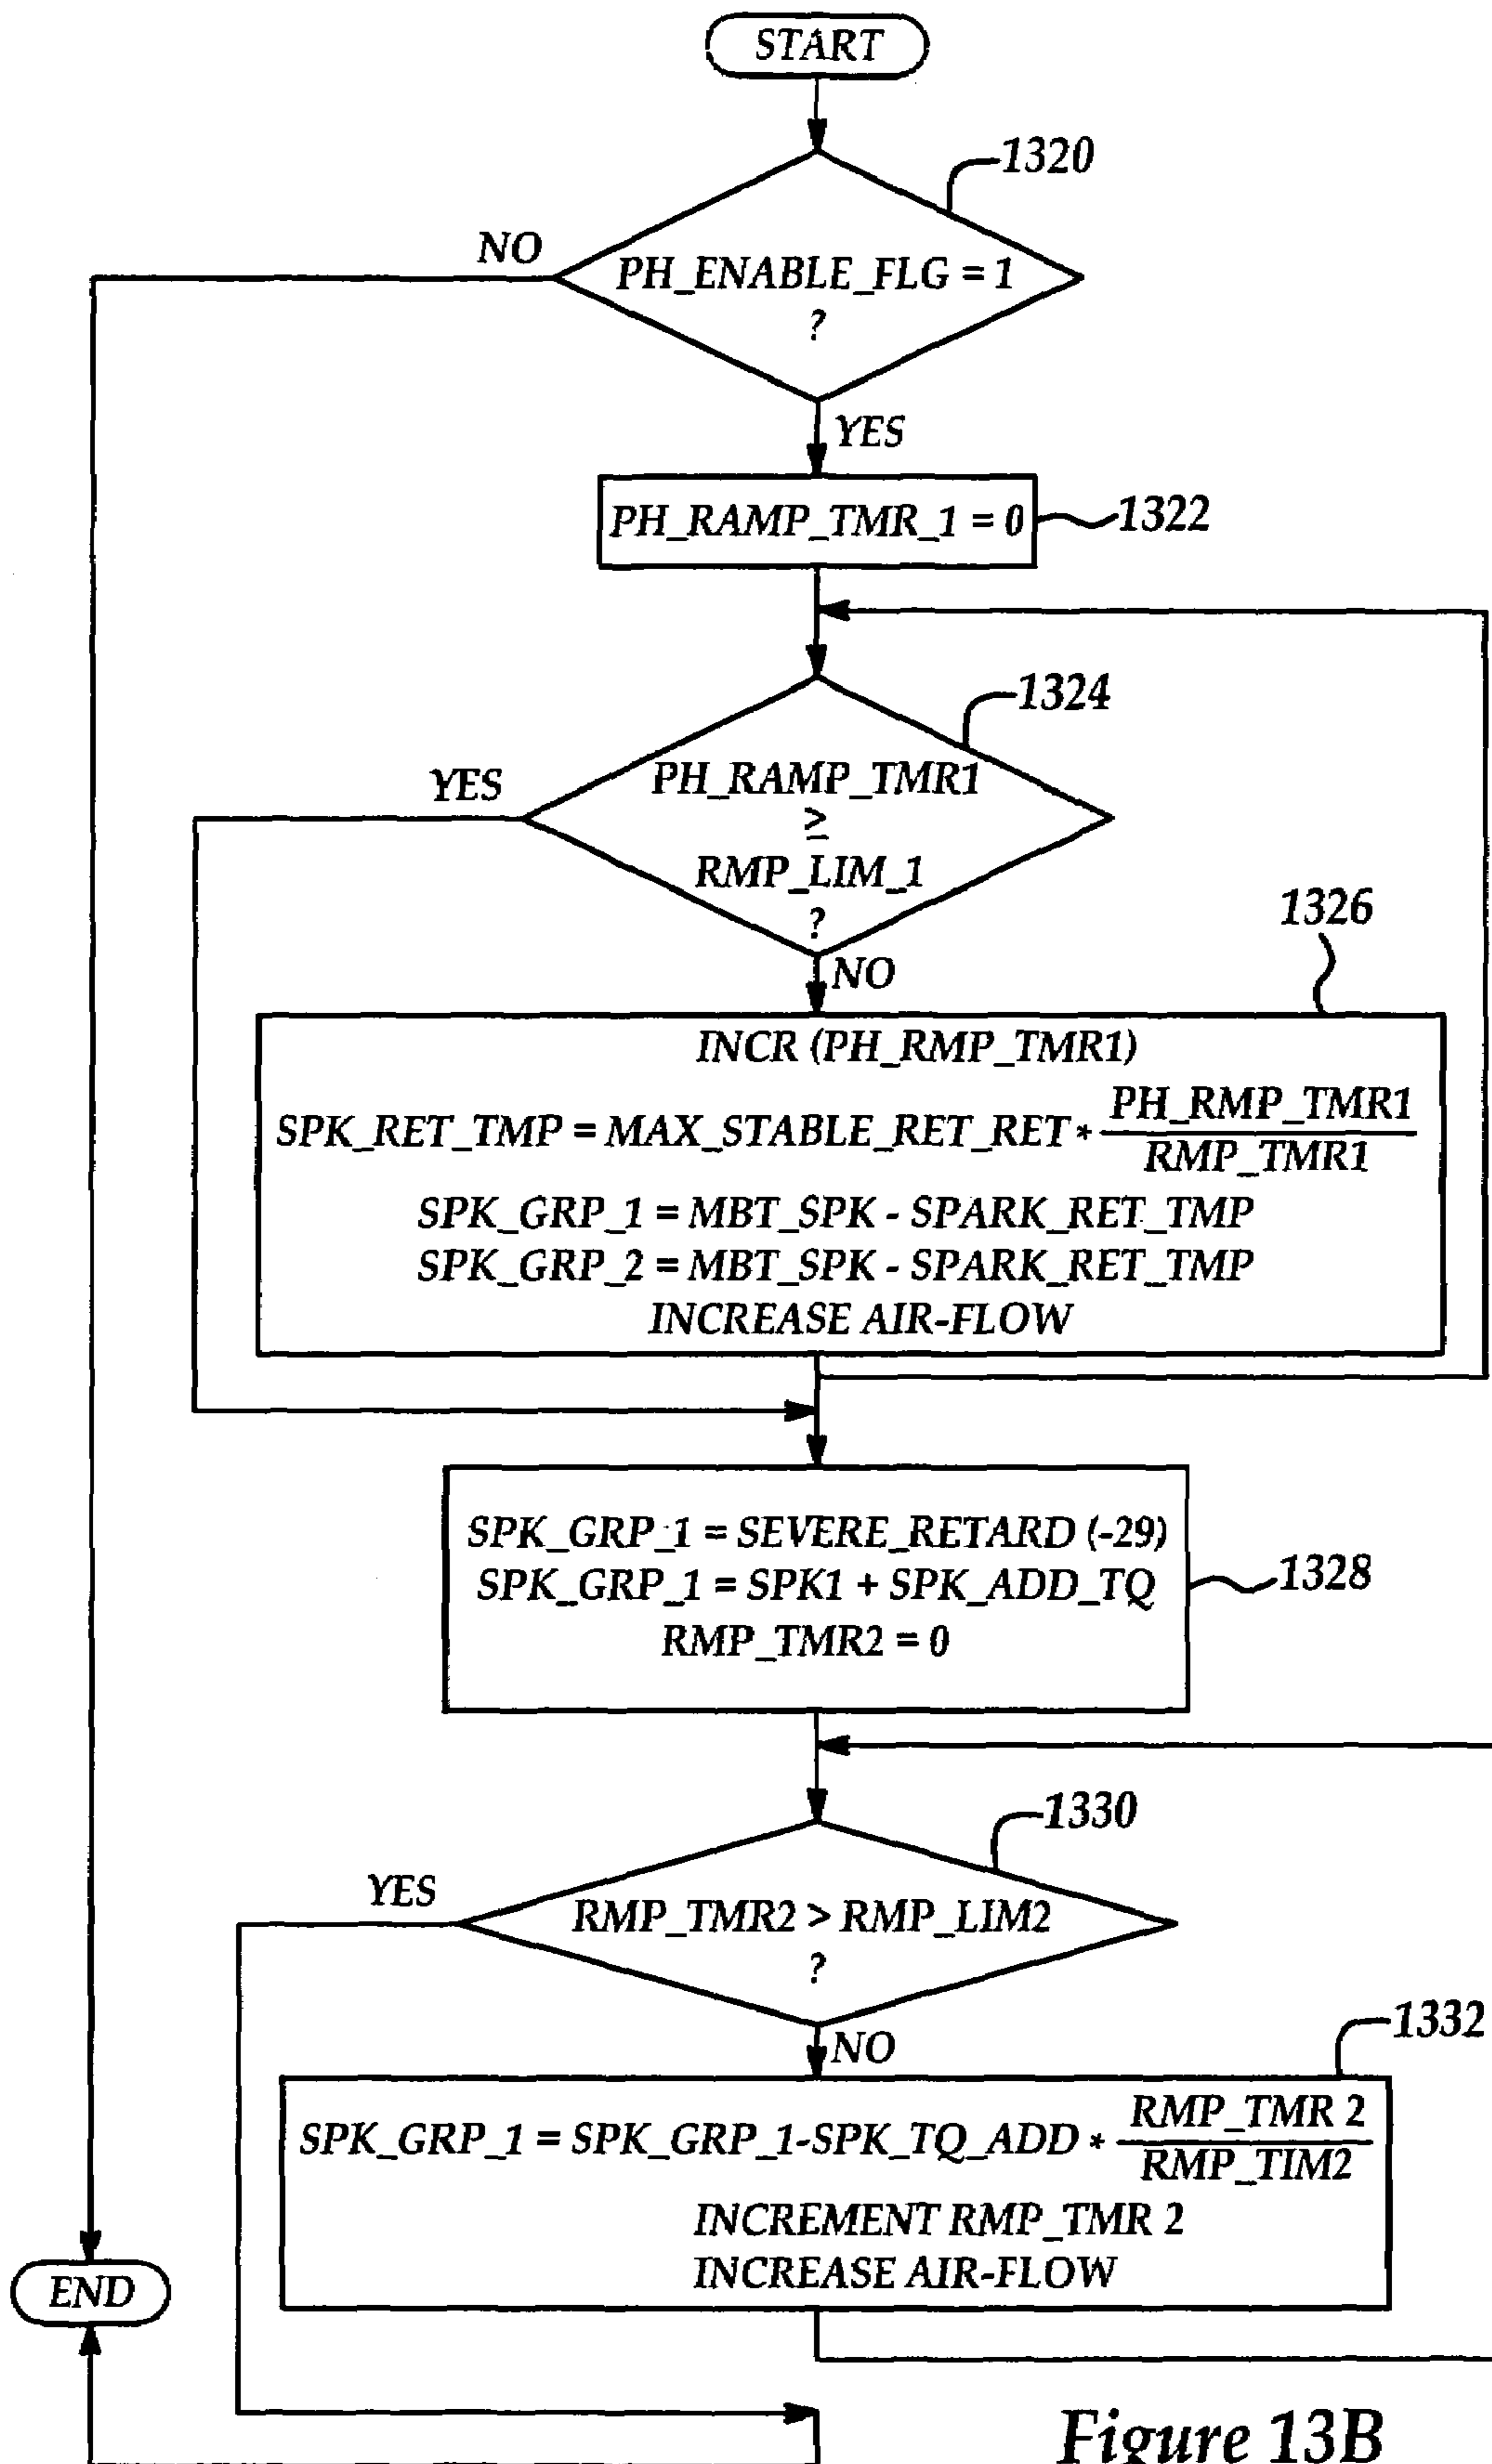 START
1320
NO
PH_ENABLE_FLG = 1
?
YES
PH_RAMP_TMR_1 = 0
1322
1324
YES
PH_RAMP_TMR1
≥
RMP_LIM_1
?
NO
1326
INCR (PH_RMP_TMR1)
SPK_RET_TMP = MAX_STABLE_RET_RET * PH_RMP_TMR1
RMP_TMR1
SPK_GRP_1 = MBT_SPK - SPARK_RET_TMP
SPK_GRP_2 = MBT_SPK - SPARK_RET_TMP
INCREASE AIR-FLOW
SPK_GRP_1 = SEVERE_RETARD (-29)
SPK_GRP_1 = SPK1 + SPK_ADD_TQ
RMP_TMR2 = 0
1328
1330
YES
RMP_TMR2 > RMP_LIM2
?
NO
1332
SPK_GRP_1 = SPK_GRP_1-SPK_TQ_ADD * RMP_TMR 2
RMP_TIM2
INCREMENT RMP_TMR 2
INCREASE AIR-FLOW
END
Figure 13B